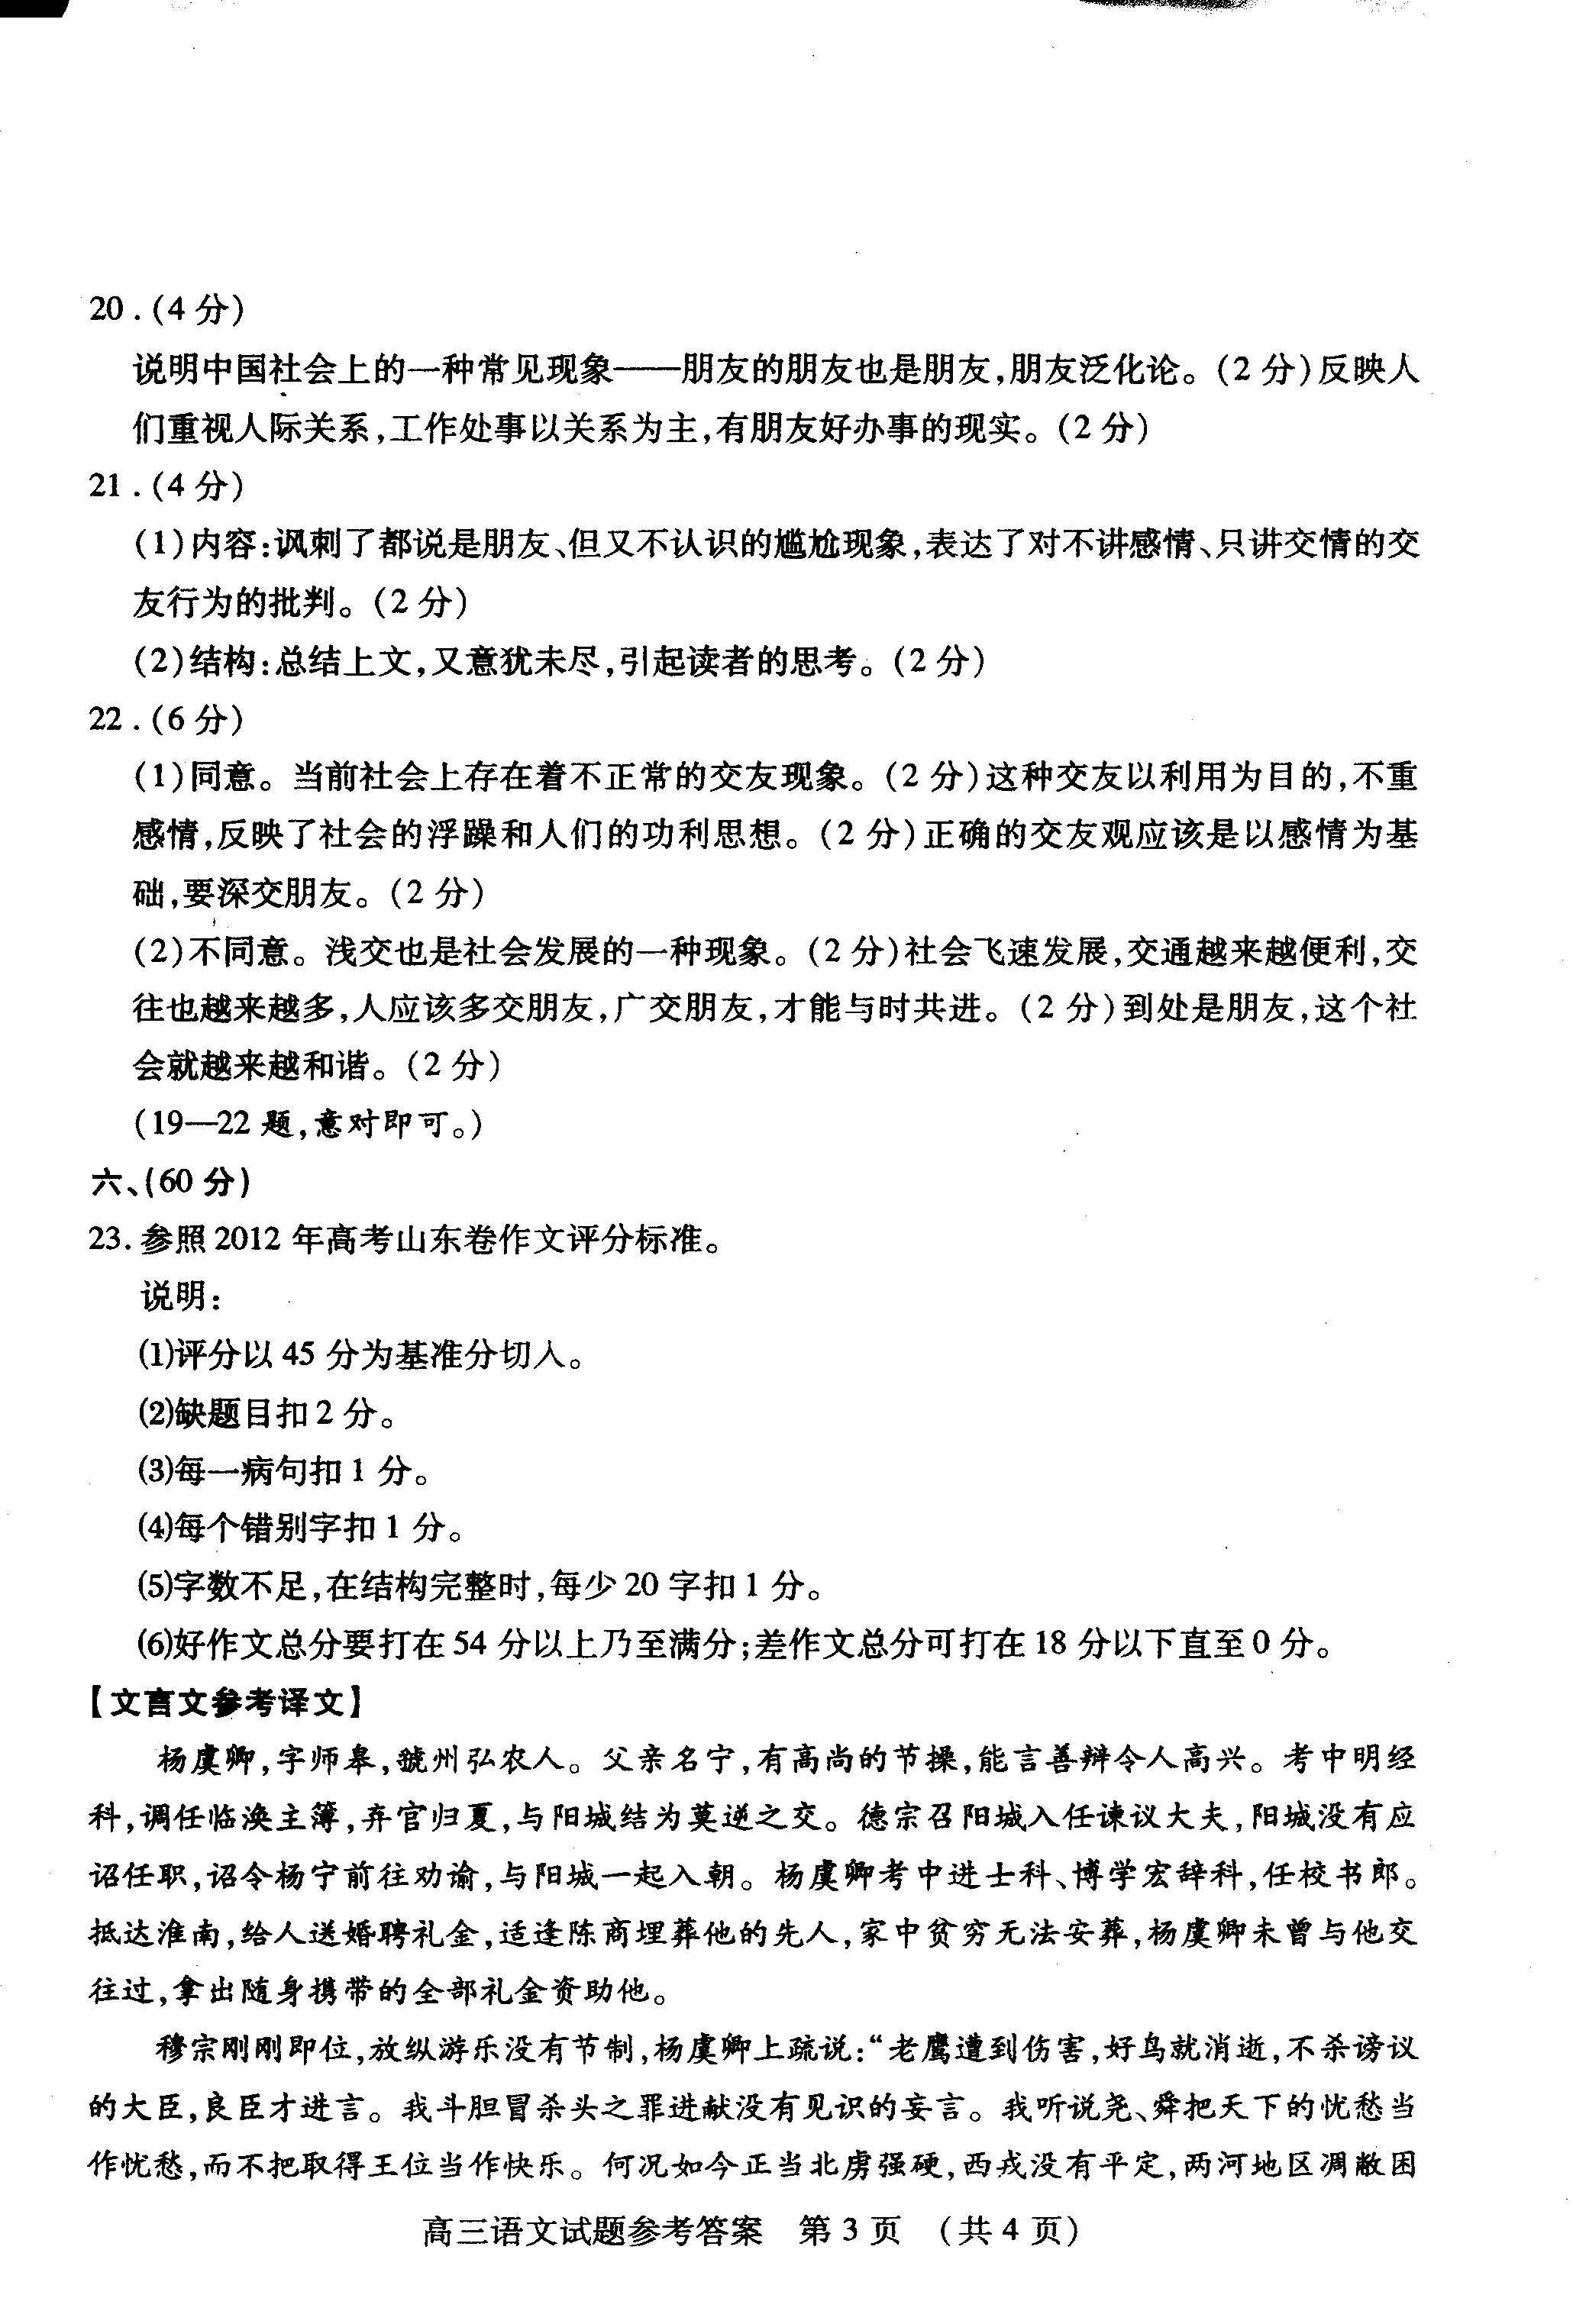 20.(4 分)
说明中国社会上的一种常见现象——朋友的朋友也是朋友,朋友泛化论。(2 分)反映人
们重视人际关系,工作处事以关系为主,有朋友好办事的现实。(2 分)
21.(4 分)
(1)内容:讽刺了都说是朋友、但又不认识的尴尬现象,表达了对不讲感情、只讲交情的交
友行为的批判。(2 分)
(2)结构:总结上文,又意犹未尽,引起读者的思考。(2 分)
22.(6 分)
(1)同意。当前社会上存在着不正常的交友现象。(2 分)这种交友以利用为目的,不重
感情,反映了社会的浮躁和人们的功利思想。(2 分)正确的交友观应该是以感情为基
础,要深交朋友。(2 分)
(2)不同意。浅交也是社会发展的一种现象。(2 分)社会飞速发展,交通越来越便利,交
往也越来越多,人应该多交朋友,广交朋友,才能与时共进。(2 分)到处是朋友,这个社
会就越来越和谐。(2 分)
(19—22 题,意对即可。)
六、(60 分)
23. 参照 2012 年高考山东卷作文评分标准。
说明:
(1)评分以 45 分为基准分切人。
(2)缺题目扣 2 分。
(3)每一病句扣 1 分。
(4)每个错别字扣 1 分。
(5)字数不足,在结构完整时,每少 20 字扣 1 分。
(6)好作文总分要打在 54 分以上乃至满分;差作文总分可打在 18 分以下直至 0 分。
【文言文参考译文】
杨虞卿,字师皋,虢州弘农人。父亲名宁,有高尚的节操,能言善辩令人高兴。考中明经
科,调任临涣主簿,弃官归夏,与阳城结为莫逆之交。德宗召阳城入任谏议大夫,阳城没有应
诏任职,诏令杨宁前往劝谕,与阳城一起入朝。杨虞卿考中进士科、博学宏辞科,任校书郎。
抵达淮南,给人送婚聘礼金,适逢陈商埋葬他的先人,家中贫穷无法安葬,杨虞卿未曾与他交
往过,拿出随身携带的全部礼金资助他。
穆宗刚刚即位,放纵游乐没有节制,杨虞卿上疏说:“老鹰遭到伤害,好鸟就消逝,不杀谤议
的大臣,良臣才进言。我斗胆冒杀头之罪进献没有见识的妄言。我听说尧、舜把天下的忧愁当
作忧愁,而不把取得王位当作快乐。何况如今正当北虏强硬,西戎没有平定,两河地区凋敝困
高三语文试题参考答案 第 3 页 (共 4 页)